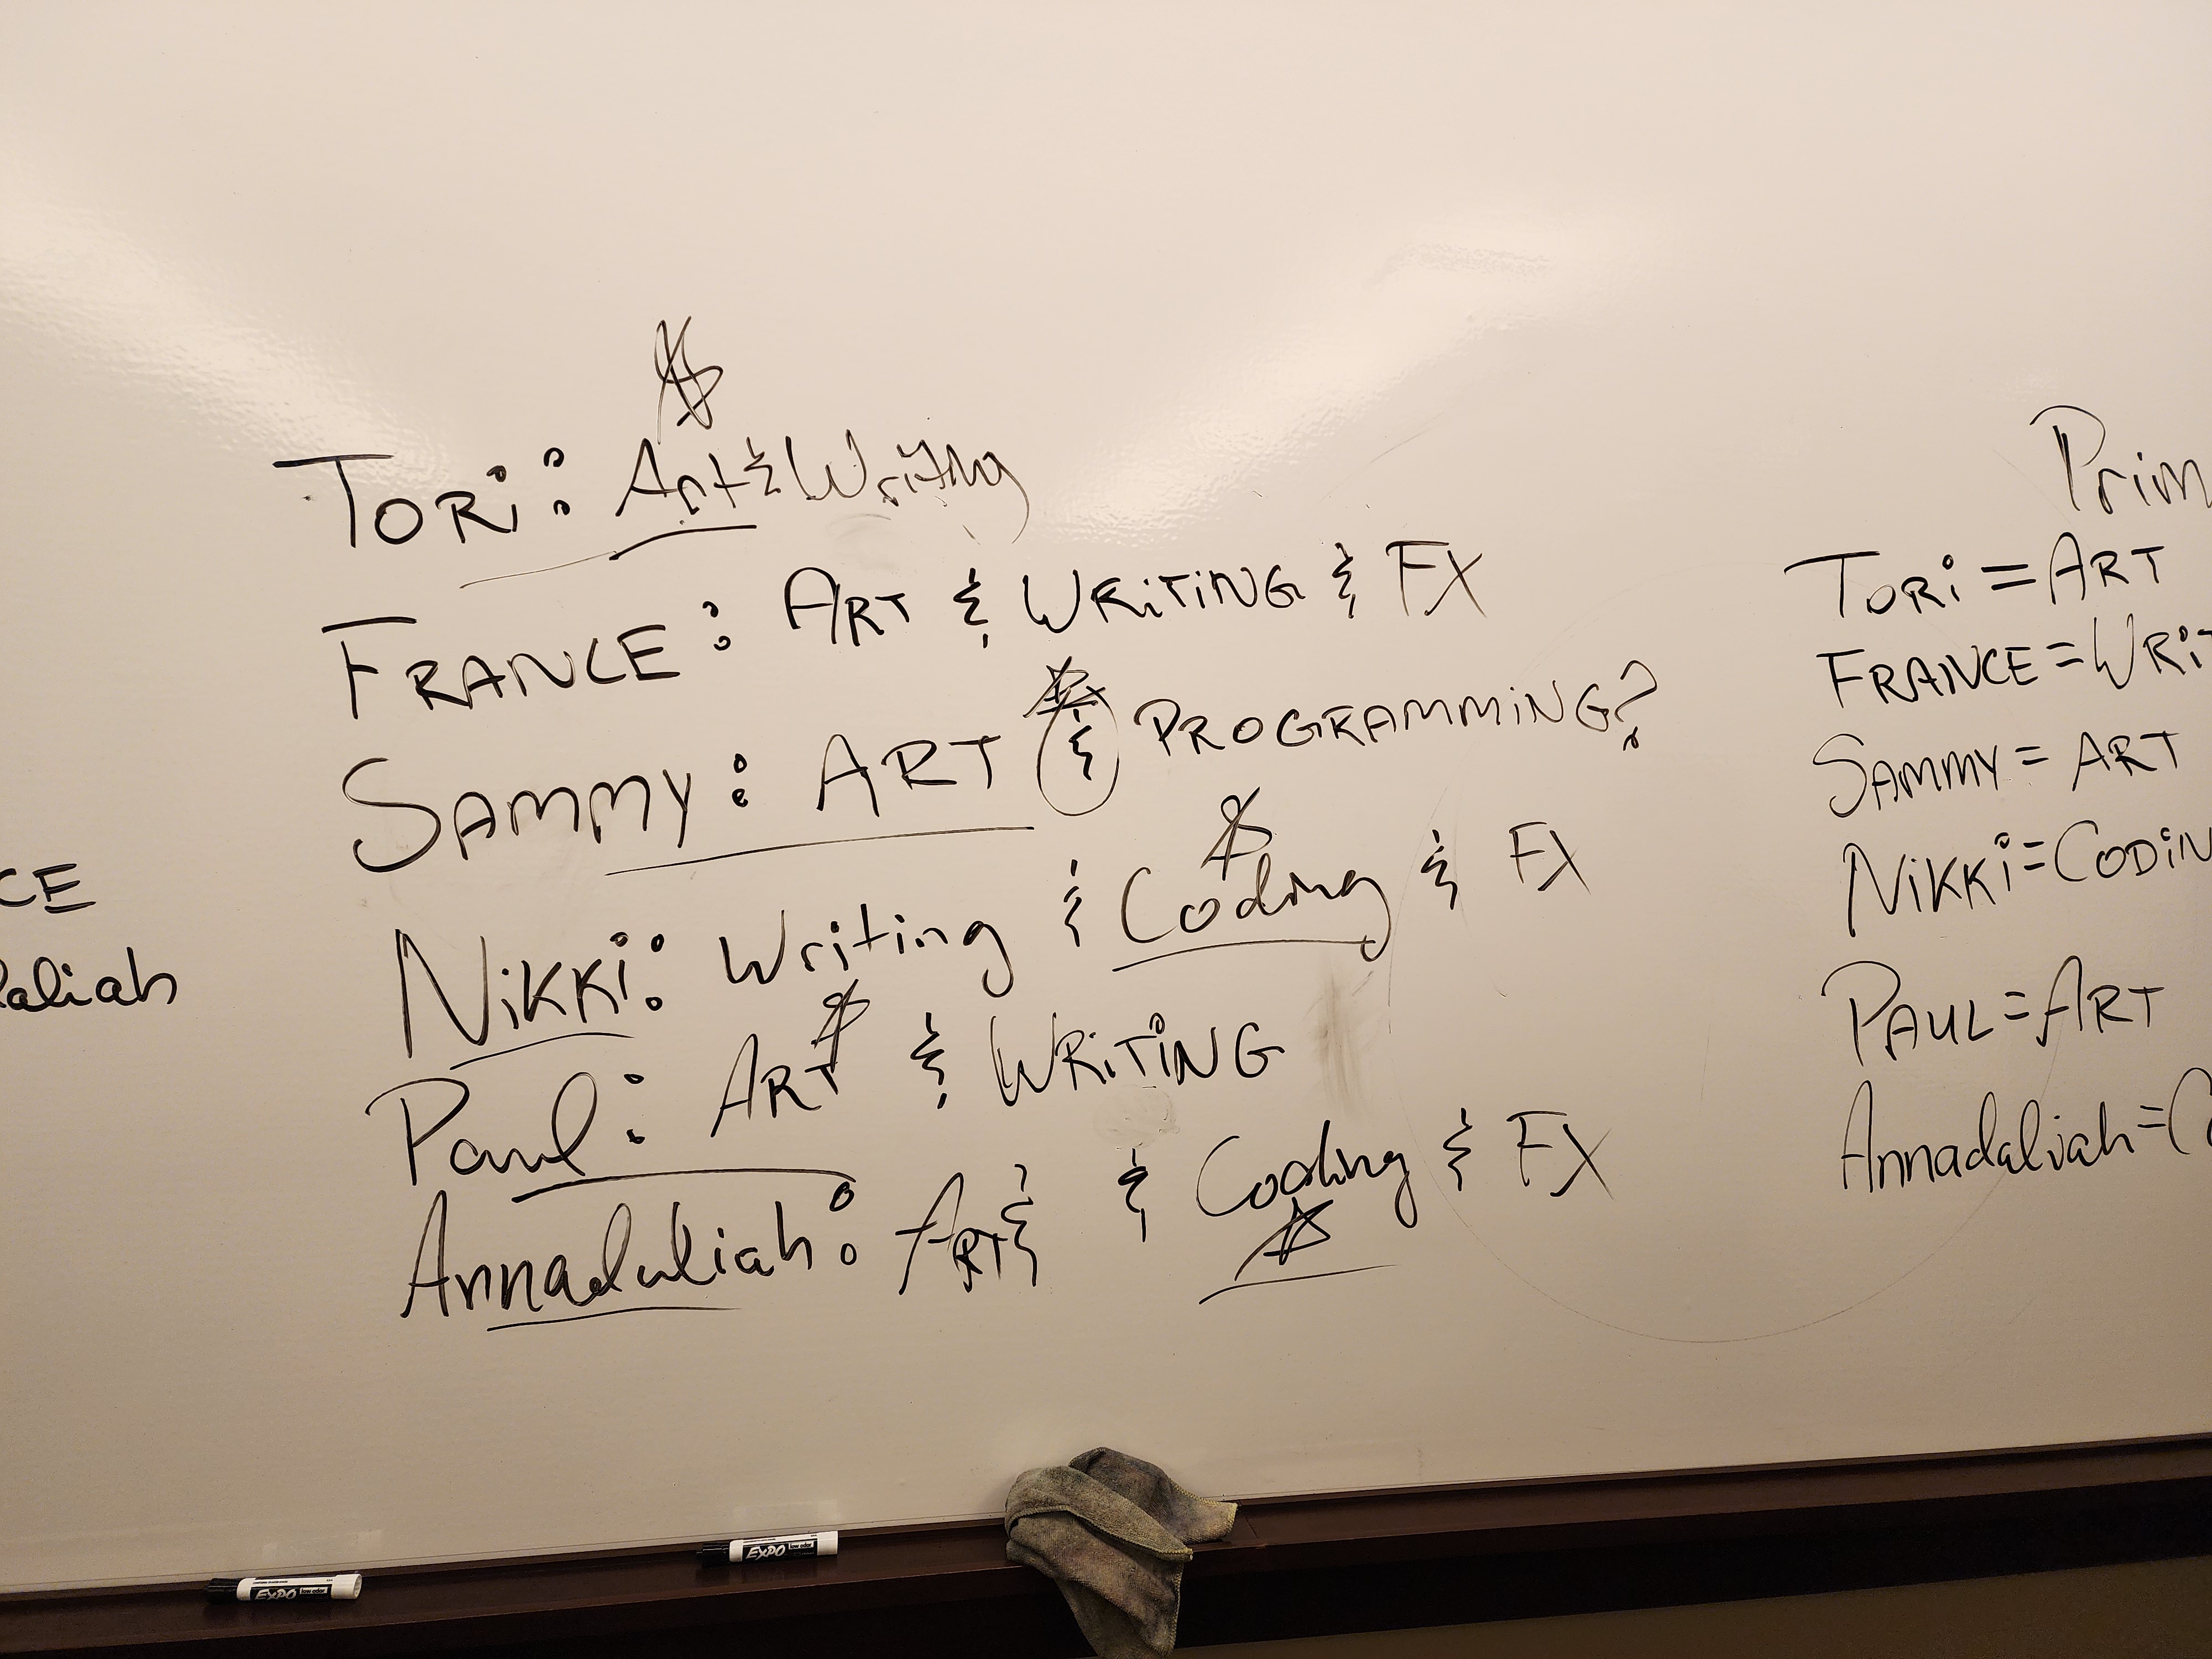 Tori: Art & Writing
FRANCE: ART & WRITING & FX
SAMMY: ART & PROGRAMMING?
NiKKi: Writing & Coding & FX
Paul: ART & WRiTiNG
Annadaliah: ART & & Coding & FX
CE
aliah
Prim
TORi = ART
FRANCE = WRiT
SAMMY = ART
NiKKi = CODiN
PAUL = ART
Annadaliah = C
EXPO low odor
EXPO low odor